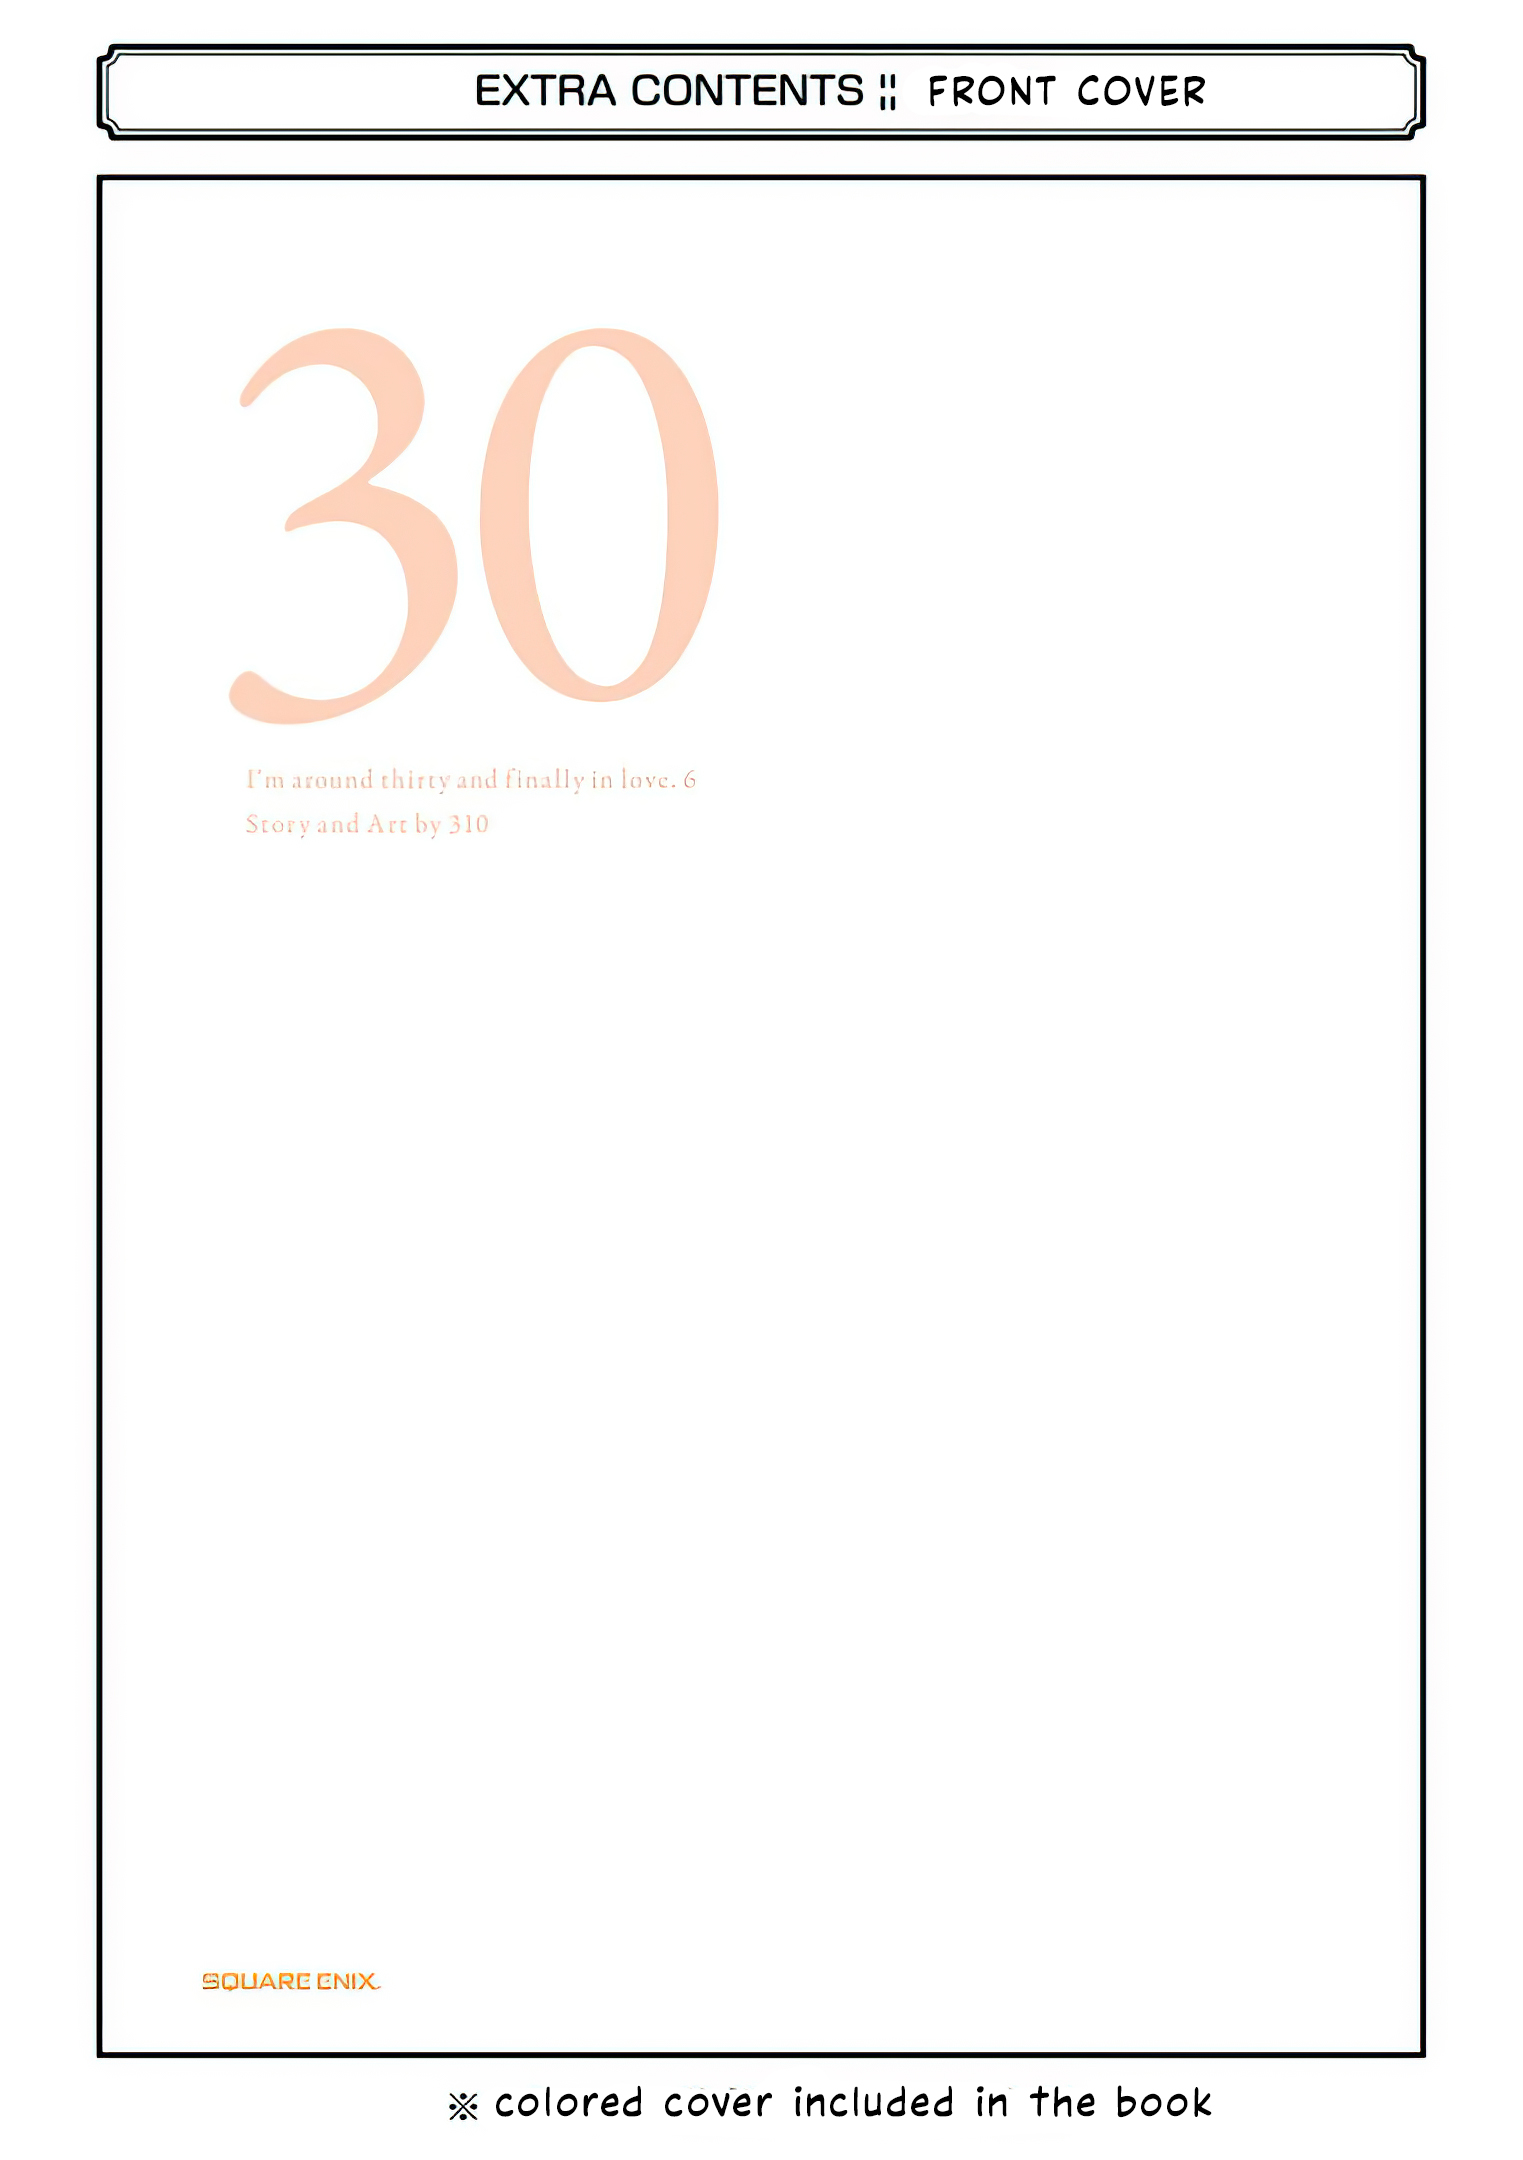 EXTRA CONTENTS ¦¦ FRONT COVER
30
I'm around thirty and finally in love. 6
Story and Art by 310
SQUARE ENIX.
※ colored cover included in the book